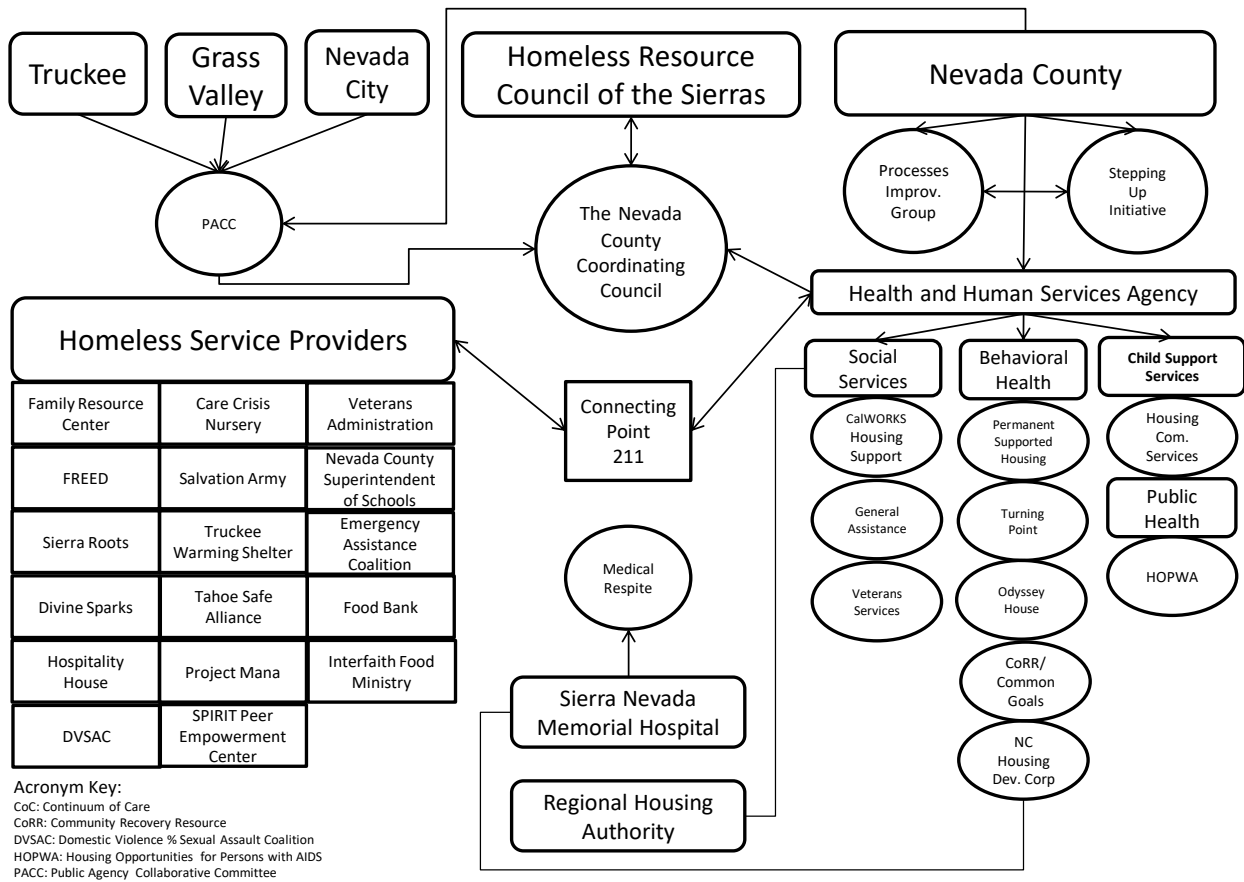 Truckee
Grass
Valley
Nevada
City
Homeless Resource
Council of the Sierras
Nevada County
PACC
The Nevada
County
Coordinating
Council
Processes
Improv.
Group
Stepping
Up
Initiative
Health and Human Services Agency
Homeless Service Providers
Family Resource
Center
Care Crisis
Nursery
Veterans
Administration
FREED
Salvation Army
Nevada County
Superintendent
of Schools
Sierra Roots
Truckee
Warming Shelter
Emergency
Assistance
Coalition
Divine Sparks
Tahoe Safe
Alliance
Food Bank
Hospitality
House
Project Mana
Interfaith Food
Ministry
DVSAC
SPIRIT Peer
Empowerment
Center
Connecting
Point
211
Medical
Respite
Sierra Nevada
Memorial Hospital
Regional Housing
Authority
Social
Services
CalWORKS
Housing
Support
General
Assistance
Veterans
Services
Behavioral
Health
Permanent
Supported
Housing
Turning
Point
Odyssey
House
CoRR/
Common
Goals
NC
Housing
Dev. Corp
Child Support
Services
Housing
Com.
Services
Public
Health
HOPWA
Acronym Key:
CoC: Continuum of Care
CoRR: Community Recovery Resource
DVSAC: Domestic Violence % Sexual Assault Coalition
HOPWA: Housing Opportunities for Persons with AIDS
PACC: Public Agency Collaborative Committee